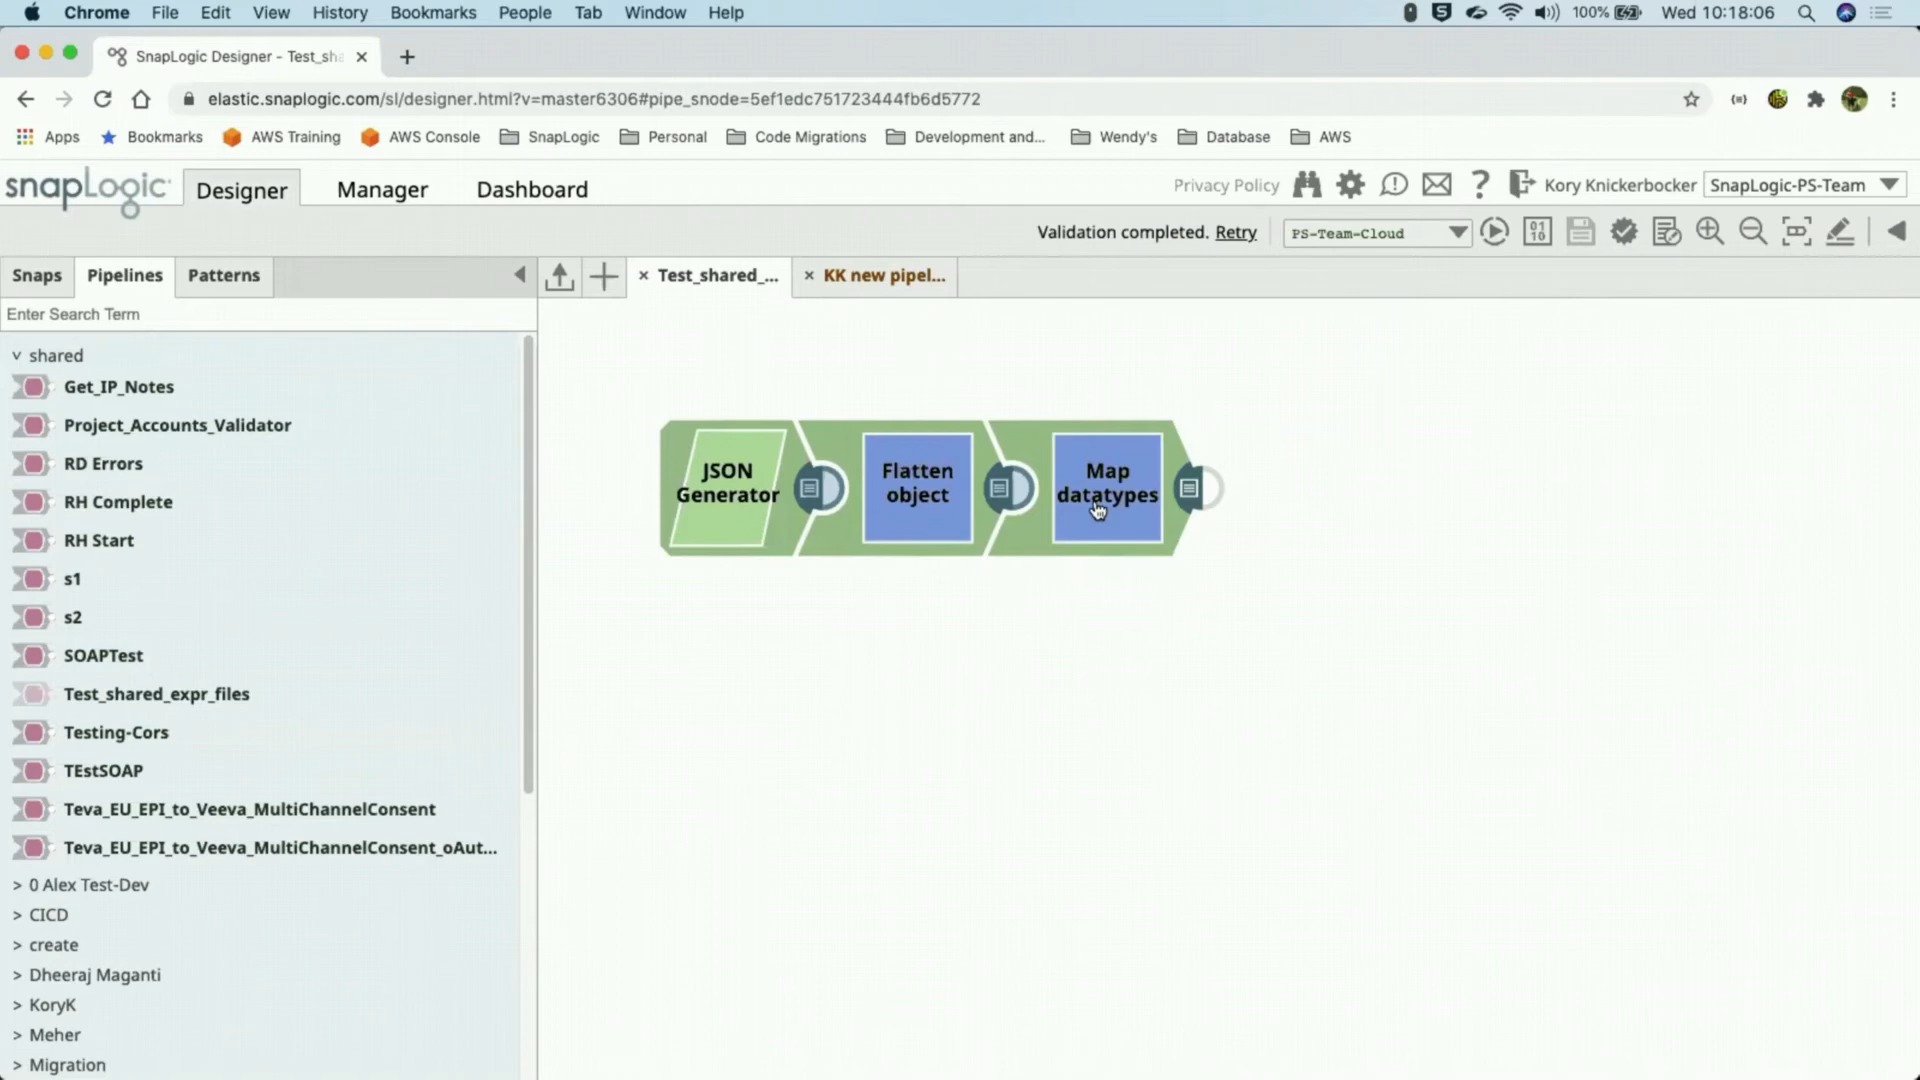 Chrome File Edit View History Bookmarks People Tab Window Help 100% Wed 10:18:06
SnapLogic Designer - Test_sha
elastic.snaplogic.com/sl/designer.html?v=master6306#pipe_snode=5ef1edc751723444fb6d5772
Apps Bookmarks AWS Training AWS Console SnapLogic Personal Code Migrations Development and... Wendy's Database AWS
snapLogic Designer Manager Dashboard Privacy Policy ? Kory Knickerbocker SnapLogic-PS-Team
Validation completed. Retry PS-Team-Cloud
Snaps Pipelines Patterns Test_shared_... KK new pipel...
Enter Search Term
shared
Get_IP_Notes
Project_Accounts_Validator
RD Errors
RH Complete
RH Start
s1
s2
SOAPTest
Test_shared_expr_files
Testing-Cors
TEstSOAP
Teva_EU_EPI_to_Veeva_MultiChannelConsent
Teva_EU_EPI_to_Veeva_MultiChannelConsent_oAut...
> 0 Alex Test-Dev
> CICD
> create
> Dheeraj Maganti
> KoryK
> Meher
> Migration
JSON
Generator
Flatten
object
Map
datatypes